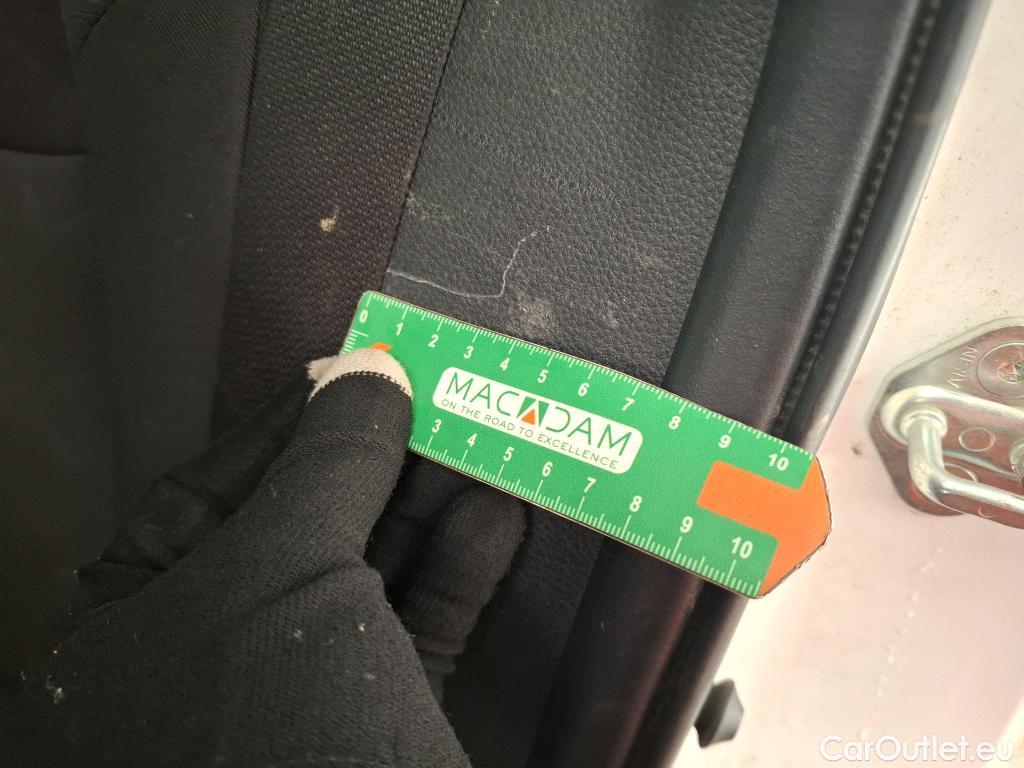 0 1 2 3 4 5 6 7 8 9 10
MACADAM
ON THE ROAD TO EXCELLENCE
3 4 5 6 7 8 9 10
AISIN
CarOutlet.eu